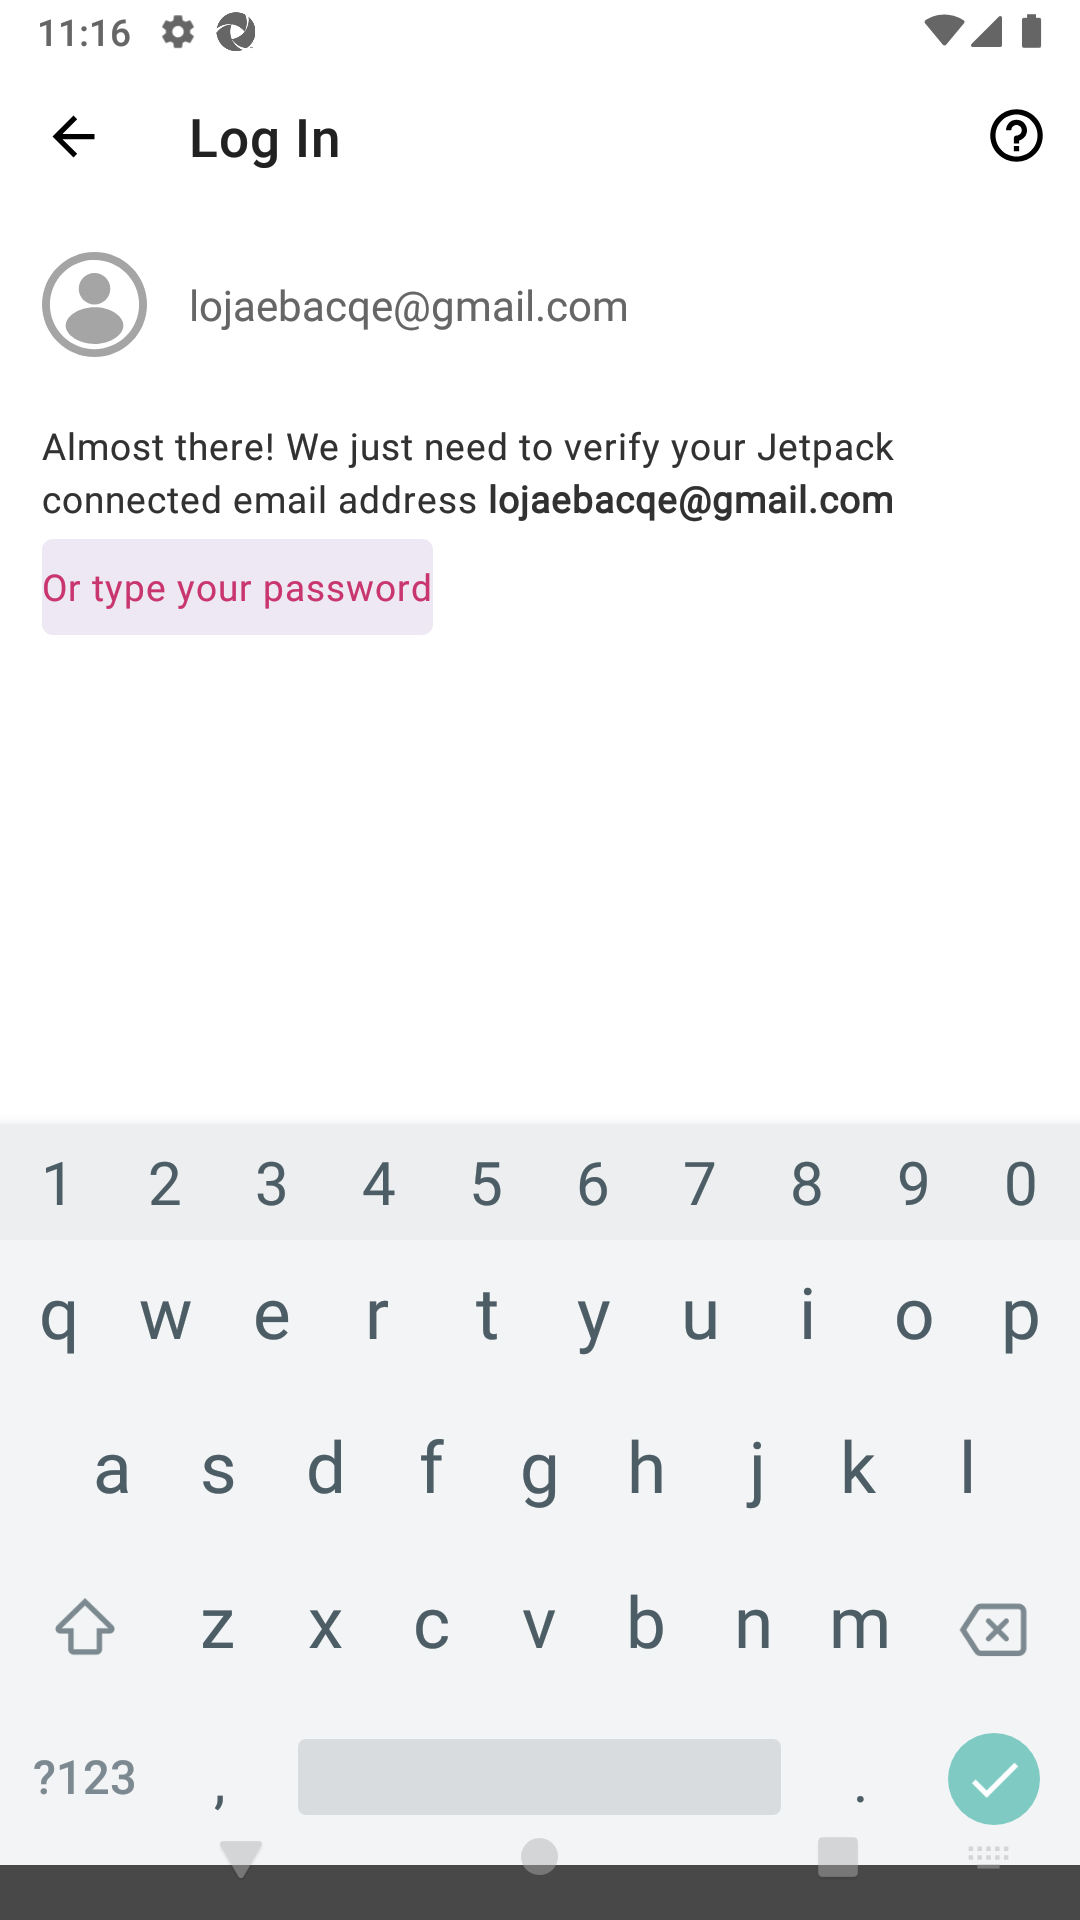 11:16
Log In
lojaebacqe@gmail.com
Almost there! We just need to verify your Jetpack
connected email address lojaebacqe@gmail.com
Or type your password
1 2 3 4 5 6 7 8 9 0
q w e r t y u i o p
a s d f g h j k l
z x c v b n m
?123 , .